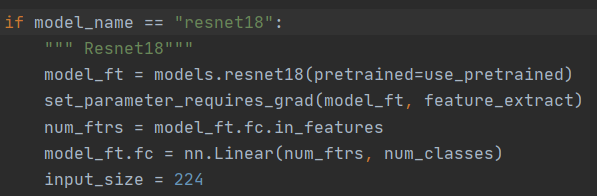 if model_name == "resnet18":
    """ Resnet18"""
    model_ft = models.resnet18(pretrained=use_pretrained)
    set_parameter_requires_grad(model_ft, feature_extract)
    num_ftrs = model_ft.fc.in_features
    model_ft.fc = nn.Linear(num_ftrs, num_classes)
    input_size = 224